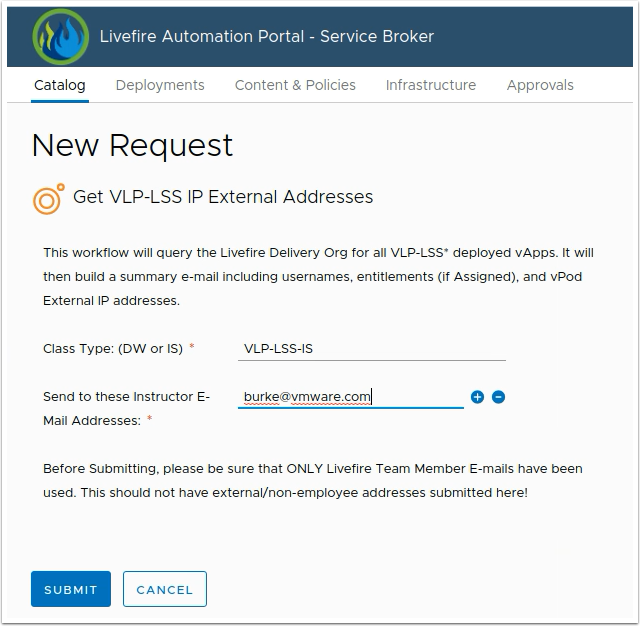 Livefire Automation Portal - Service Broker
Catalog Deployments Content & Policies Infrastructure Approvals
New Request
Get VLP-LSS IP External Addresses
This workflow will query the Livefire Delivery Org for all VLP-LSS* deployed vApps. It will
then build a summary e-mail including usernames, entitlements (if Assigned), and vPod
External IP addresses.
Class Type: (DW or IS) * VLP-LSS-IS
Send to these Instructor E- burke@vmware.com
Mail Addresses: *
Before Submitting, please be sure that ONLY Livefire Team Member E-mails have been
used. This should not have external/non-employee addresses submitted here!
SUBMIT CANCEL